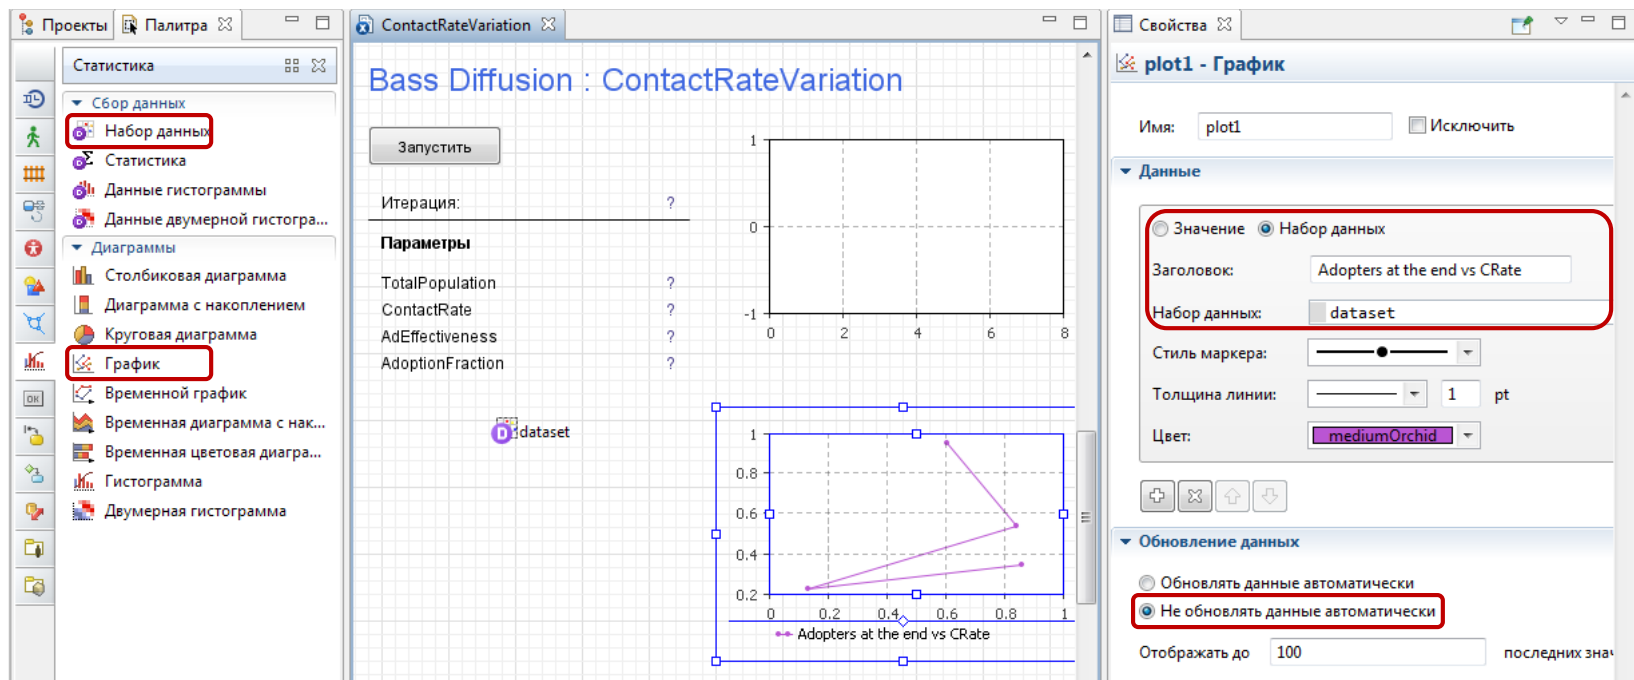 Проекты
Палитра
ContactRateVariation
Свойства
Статистика
Сбор данных
Набор данных
Статистика
Данные гистограммы
Данные двумерной гистогра...
Диаграммы
Столбиковая диаграмма
Диаграмма с накоплением
Круговая диаграмма
График
Временной график
Временная диаграмма с нак...
Временная цветовая диагра...
Гистограмма
Двумерная гистограмма
OK
Bass Diffusion : ContactRateVariation
Запустить
Итерация: ?
Параметры
TotalPopulation ?
ContactRate ?
AdEffectiveness ?
AdoptionFraction ?
D dataset
1
0
-1
0 2 4 6 8
1
0.8
0.6
0.4
0.2
0 0.2 0.4 0.6 0.8 1
Adopters at the end vs CRate
plot1 - График
Имя: plot1 Исключить
Данные
Значение Набор данных
Заголовок: Adopters at the end vs CRate
Набор данных: dataset
Стиль маркера:
Толщина линии: 1 pt
Цвет: mediumOrchid
Обновление данных
Обновлять данные автоматически
Не обновлять данные автоматически
Отображать до 100 последних знач